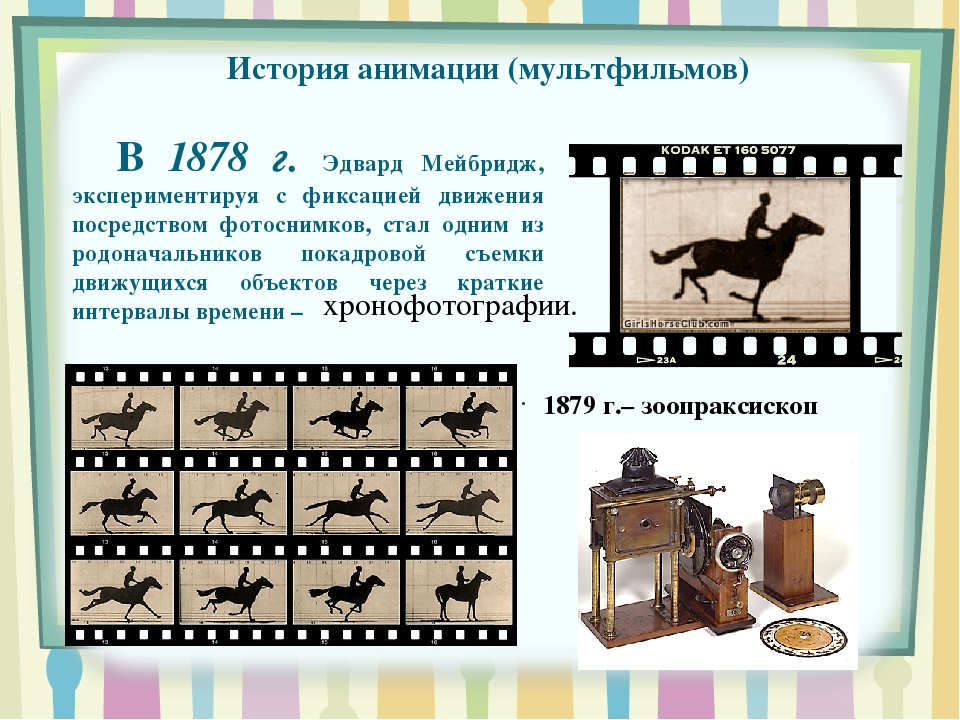 История анимации (мультфильмов)
В 1878 г. Эдвард Мейбридж,
экспериментируя с фиксацией движения
посредством фотоснимков, стал одним из
родоначальников покадровой съемки
движущихся объектов через краткие
интервалы времени –
хронофотографии.
KODAK ET 160 5077
GirlsHorseClub.com
23A
24
24
· 1879 г.– зоопраксископ